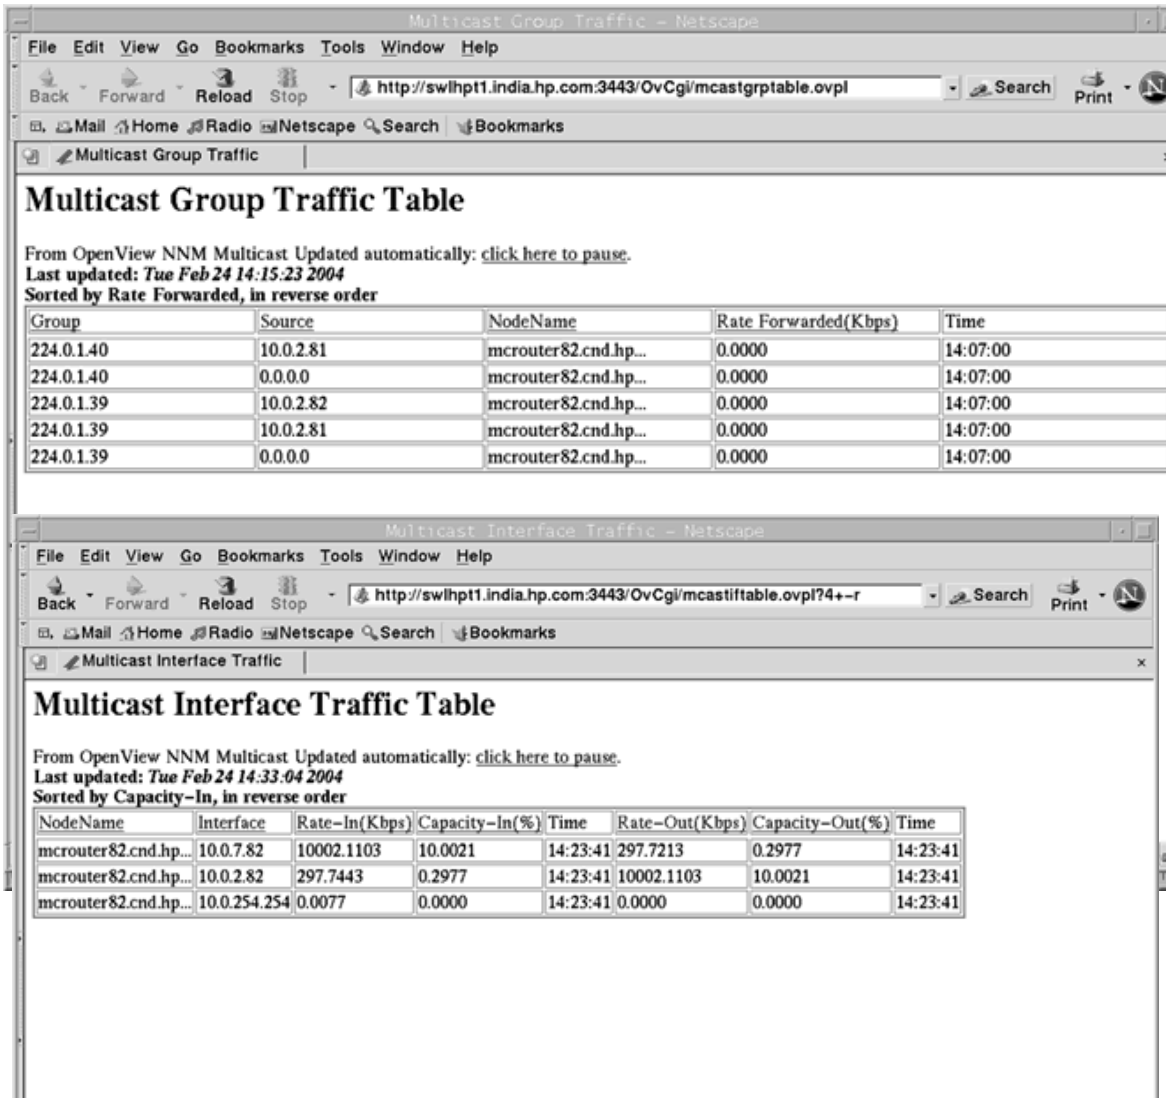 Multicast Group Traffic - Netscape
File Edit View Go Bookmarks Tools Window Help
Back Forward Reload Stop http://swlhpt1.india.hp.com:3443/OvCgi/mcastgrptable.ovpl Search Print N
Mail Home Radio Netscape Search Bookmarks
Multicast Group Traffic
Multicast Group Traffic Table
From OpenView NNM Multicast Updated automatically: click here to pause.
Last updated: Tue Feb 24 14:15:23 2004
Sorted by Rate Forwarded, in reverse order
Group Source NodeName Rate Forwarded(Kbps) Time
224.0.1.40 10.0.2.81 mcrouter82.cnd.hp... 0.0000 14:07:00
224.0.1.40 0.0.0.0 mcrouter82.cnd.hp... 0.0000 14:07:00
224.0.1.39 10.0.2.82 mcrouter82.cnd.hp... 0.0000 14:07:00
224.0.1.39 10.0.2.81 mcrouter82.cnd.hp... 0.0000 14:07:00
224.0.1.39 0.0.0.0 mcrouter82.cnd.hp... 0.0000 14:07:00
Multicast Interface Traffic - Netscape
File Edit View Go Bookmarks Tools Window Help
Back Forward Reload Stop http://swlhpt1.india.hp.com:3443/OvCgi/mcastiftable.ovpl?4+-r Search Print N
Mail Home Radio Netscape Search Bookmarks
Multicast Interface Traffic
Multicast Interface Traffic Table
From OpenView NNM Multicast Updated automatically: click here to pause.
Last updated: Tue Feb 24 14:33:04 2004
Sorted by Capacity-In, in reverse order
NodeName Interface Rate-In(Kbps) Capacity-In(%) Time Rate-Out(Kbps) Capacity-Out(%) Time
mcrouter82.cnd.hp... 10.0.7.82 10002.1103 10.0021 14:23:41 297.7213 0.2977 14:23:41
mcrouter82.cnd.hp... 10.0.2.82 297.7443 0.2977 14:23:41 10002.1103 10.0021 14:23:41
mcrouter82.cnd.hp... 10.0.254.254 0.0077 0.0000 14:23:41 0.0000 0.0000 14:23:41